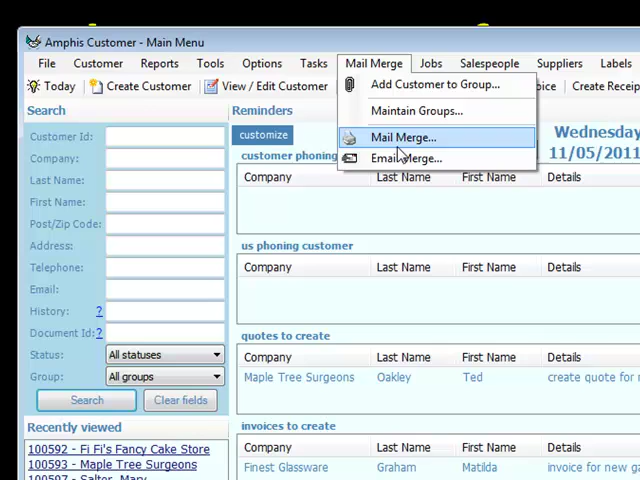 Amphis Customer - Main Menu
File Customer Reports Tools Options Tasks Mail Merge Jobs Salespeople Suppliers Labels
Today Create Customer View / Edit Customer Create Receip
Add Customer to Group...
Maintain Groups...
Mail Merge...
Email Merge...
Search
Customer Id:
Company:
Last Name:
First Name:
Post/Zip Code:
Address:
Telephone:
Email:
History: ?
Document Id: ?
Status: All statuses
Group: All groups
Search Clear fields
Recently viewed
100592 - Fi Fi's Fancy Cake Store
100593 - Maple Tree Surgeons
100597 - Salter, Mary
Reminders
customize
Wednesday
11/05/2011
customer phoning
Company Last Name First Name Details
us phoning customer
Company Last Name First Name Details
quotes to create
Company Last Name First Name Details
Maple Tree Surgeons Oakley Ted create quote for
invoices to create
Company Last Name First Name Details
Finest Glassware Graham Matilda invoice for new ga